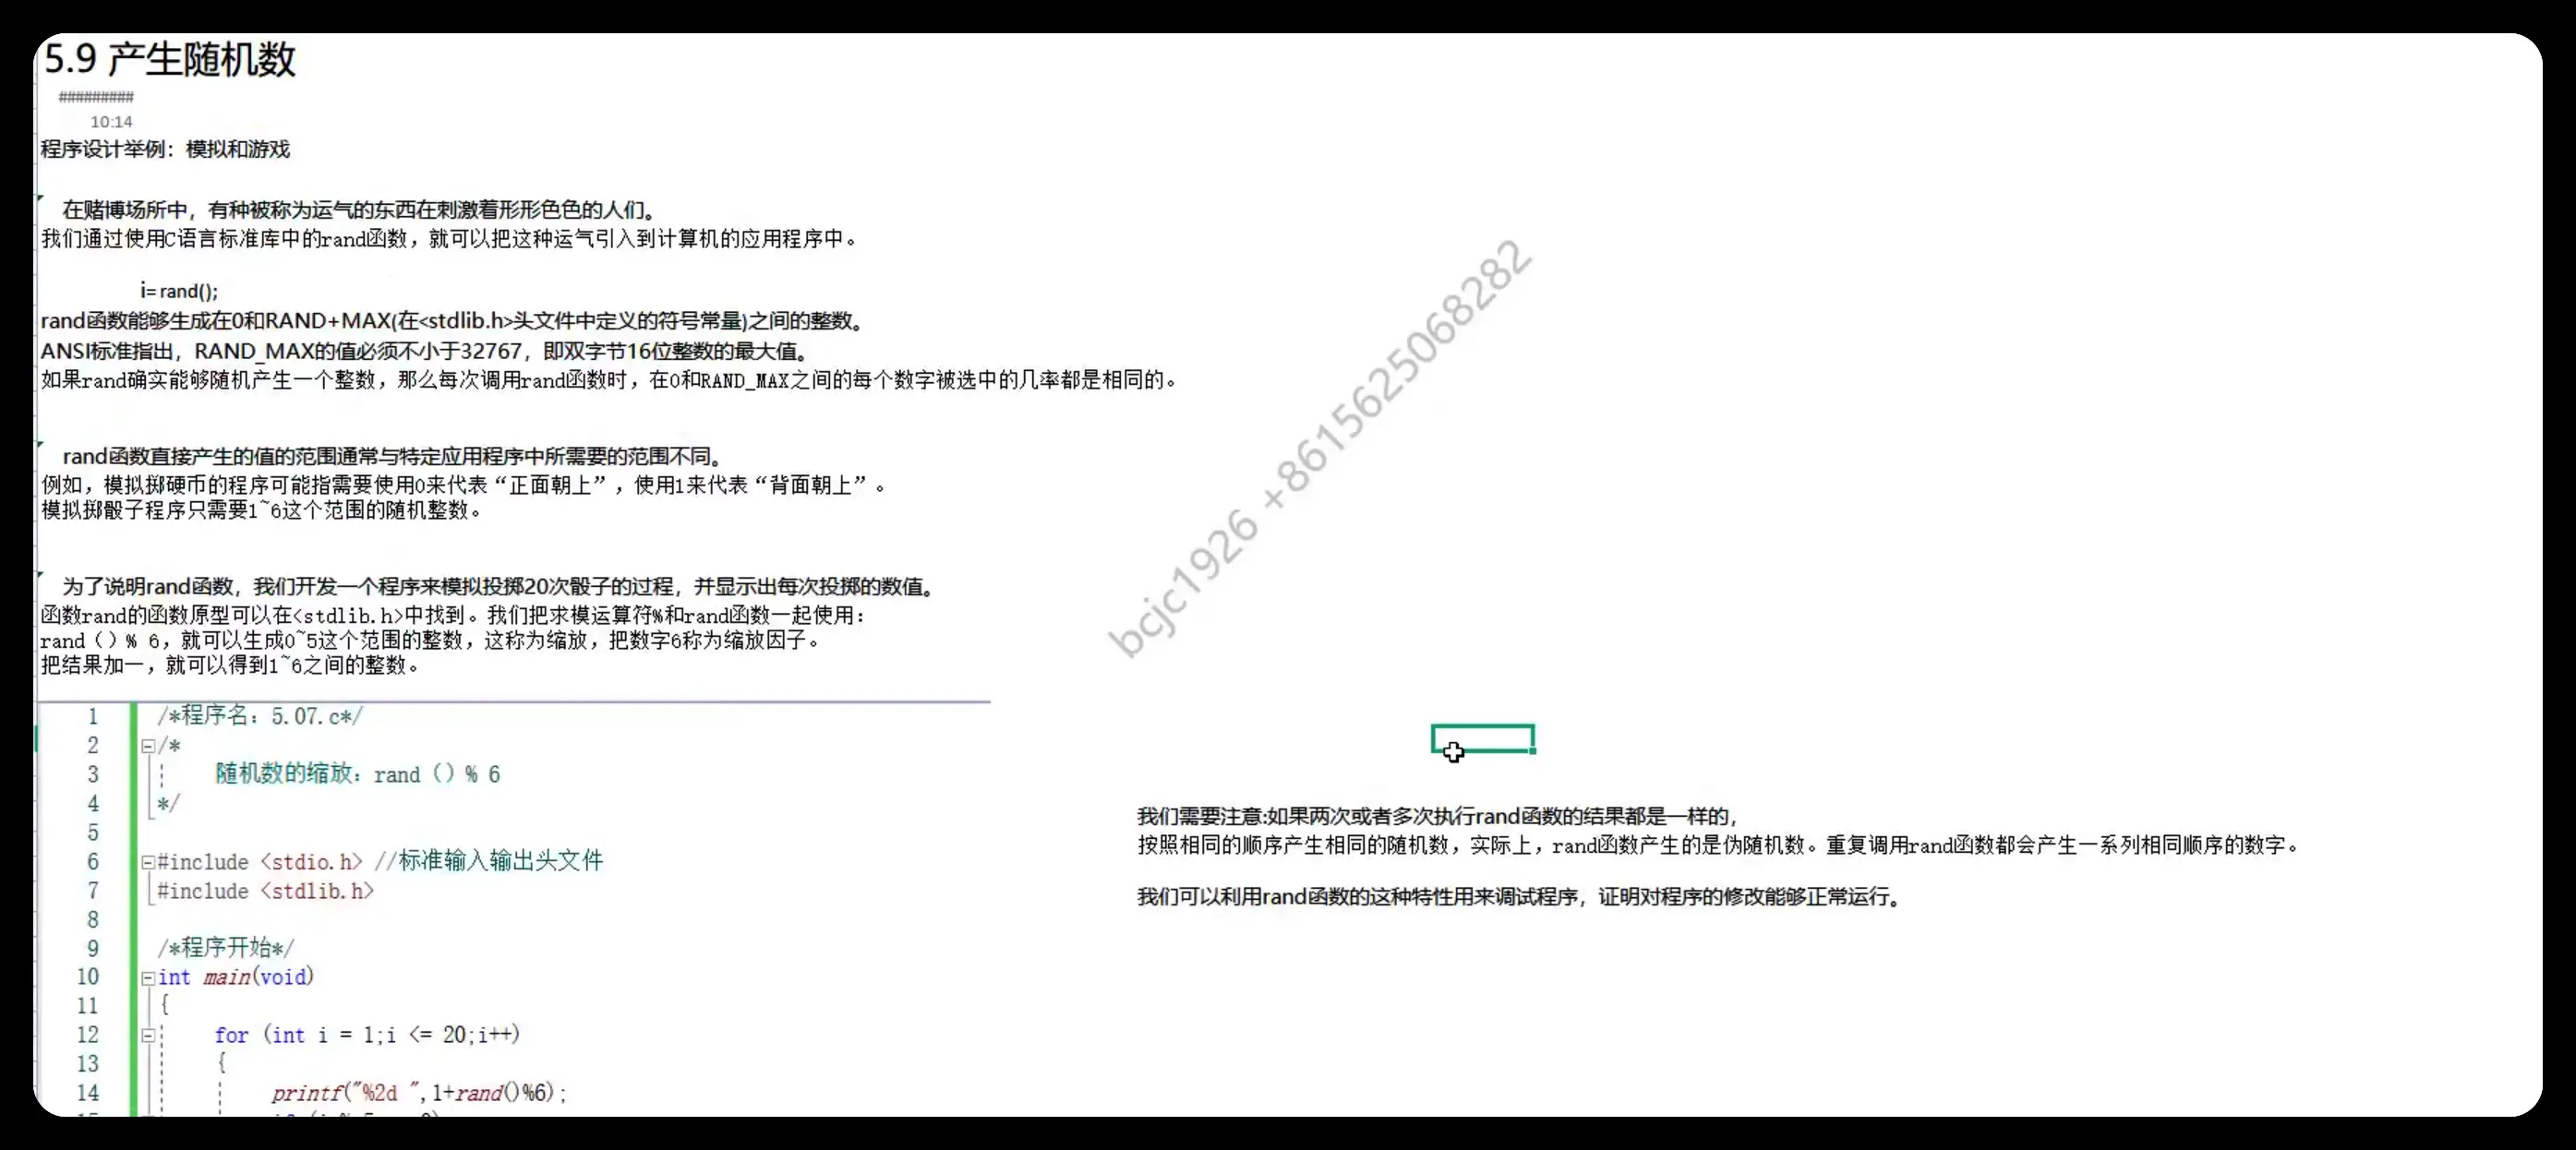 5.9 产生随机数
#########
10:14
程序设计举例：模拟和游戏
在赌博场所中，有种被称为运气的东西在刺激着形形色色的人们。
我们通过使用C语言标准库中的rand函数，就可以把这种运气引入到计算机的应用程序中。
i= rand();
rand函数能够生成在0和RAND+MAX(在<stdlib.h>头文件中定义的符号常量)之间的整数。
ANSI标准指出，RAND_MAX的值必须不小于32767，即双字节16位整数的最大值。
如果rand确实能够随机产生一个整数，那么每次调用rand函数时，在0和RAND_MAX之间的每个数字被选中的几率都是相同的。
rand函数直接产生的值的范围通常与特定应用程序中所需要的范围不同。
例如，模拟掷硬币的程序可能指需要使用0来代表“正面朝上”，使用1来代表“背面朝上”。
模拟掷骰子程序只需要1~6这个范围的随机整数。
为了说明rand函数，我们开发一个程序来模拟投掷20次骰子的过程，并显示出每次投掷的数值。
函数rand的函数原型可以在<stdlib.h>中找到。我们把求模运算符%和rand函数一起使用：
rand（）% 6，就可以生成0~5这个范围的整数，这称为缩放，把数字6称为缩放因子。
把结果加一，就可以得到1~6之间的整数。
1 /*程序名：5.07.c*/
2 /*
3 随机数的缩放：rand（）% 6
4 */
5
6 #include <stdio.h> //标准输入输出头文件
7 #include <stdlib.h>
8
9 /*程序开始*/
10 int main(void)
11 {
12 for (int i = 1;i <= 20;i++)
13 {
14 printf("%2d ",1+rand()%6);
我们需要注意:如果两次或者多次执行rand函数的结果都是一样的，
按照相同的顺序产生相同的随机数，实际上，rand函数产生的是伪随机数。重复调用rand函数都会产生一系列相同顺序的数字。
我们可以利用rand函数的这种特性用来调试程序，证明对程序的修改能够正常运行。
bcjc1926 +8615625068282